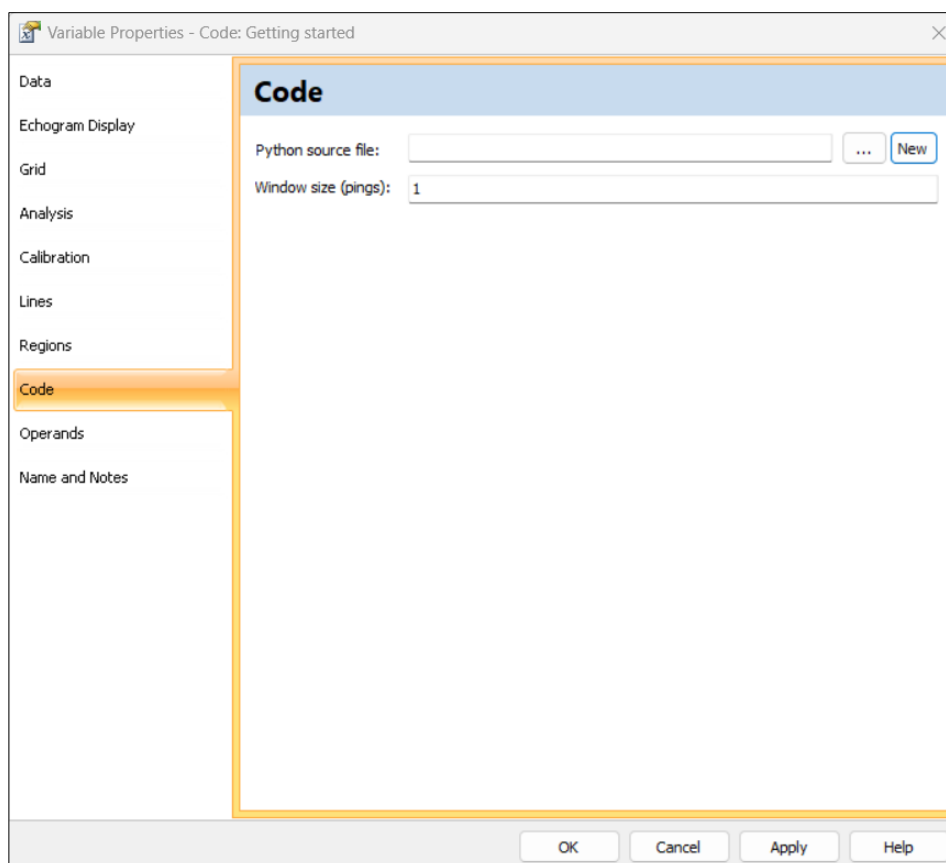 Variable Properties - Code: Getting started
Data
Echogram Display
Grid
Analysis
Calibration
Lines
Regions
Code
Operands
Name and Notes
Code
Python source file:
... New
Window size (pings): 1
OK Cancel Apply Help